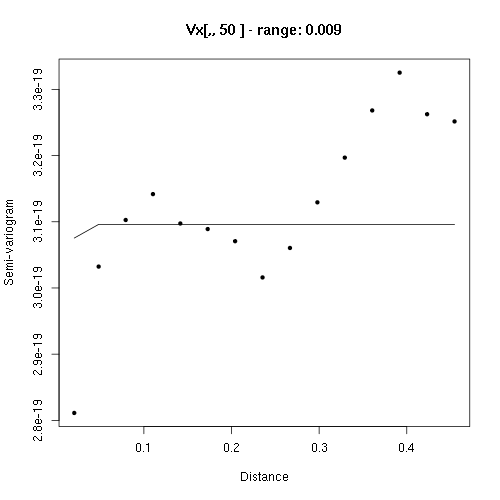 Vx[,, 50 ] - range: 0.009
Semi-variogram
3.3e-19
3.2e-19
3.1e-19
3.0e-19
2.9e-19
2.8e-19
0.1 0.2 0.3 0.4
Distance